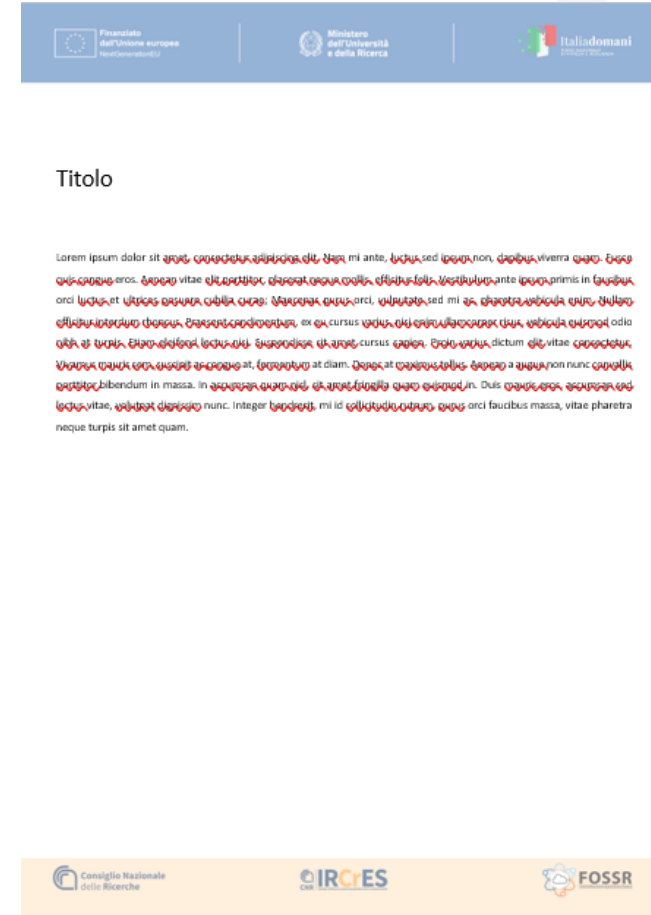 Finanziato
dall'Unione europea
NextGenerationEU
Ministero
dell'Università
e della Ricerca
Italiadomani
Titolo
Lorem ipsum dolor sit amet, consectetur adipiscing elit. Nam mi ante, luctus sed ipsum non, dapibus viverra quam. Fusce
quis congue eros. Aenean vitae elit porttitor, placerat neque mollis, efficitur felis. Vestibulum ante ipsum primis in faucibus
orci luctus et ultrices posuere cubilia curae; Maecenas purus orci, vulputate sed mi ac, pharetra vehicula enim. Nullam
efficitur interdum rhoncus. Praesent condimentum, ex eu cursus varius, nisi enim ullamcorper risus, vehicula euismod odio
nibh at turpis. Etiam eleifend lectus nisi. Suspendisse sit amet cursus sapien. Proin varius dictum elit vitae consectetur.
Vivamus mauris sem, suscipit ac congue at, fermentum at diam. Donec at maximus tellus. Aenean a augue non nunc convallis
porttitor bibendum in massa. In accumsan quam nisl, sit amet fringilla quam euismod in. Duis mauris eros, accumsan sed
lectus vitae, volutpat dignissim nunc. Integer hendrerit, mi id sollicitudin rutrum, purus orci faucibus massa, vitae pharetra
neque turpis sit amet quam.
Consiglio Nazionale
delle Ricerche
CNR IRCrES
FOSSR